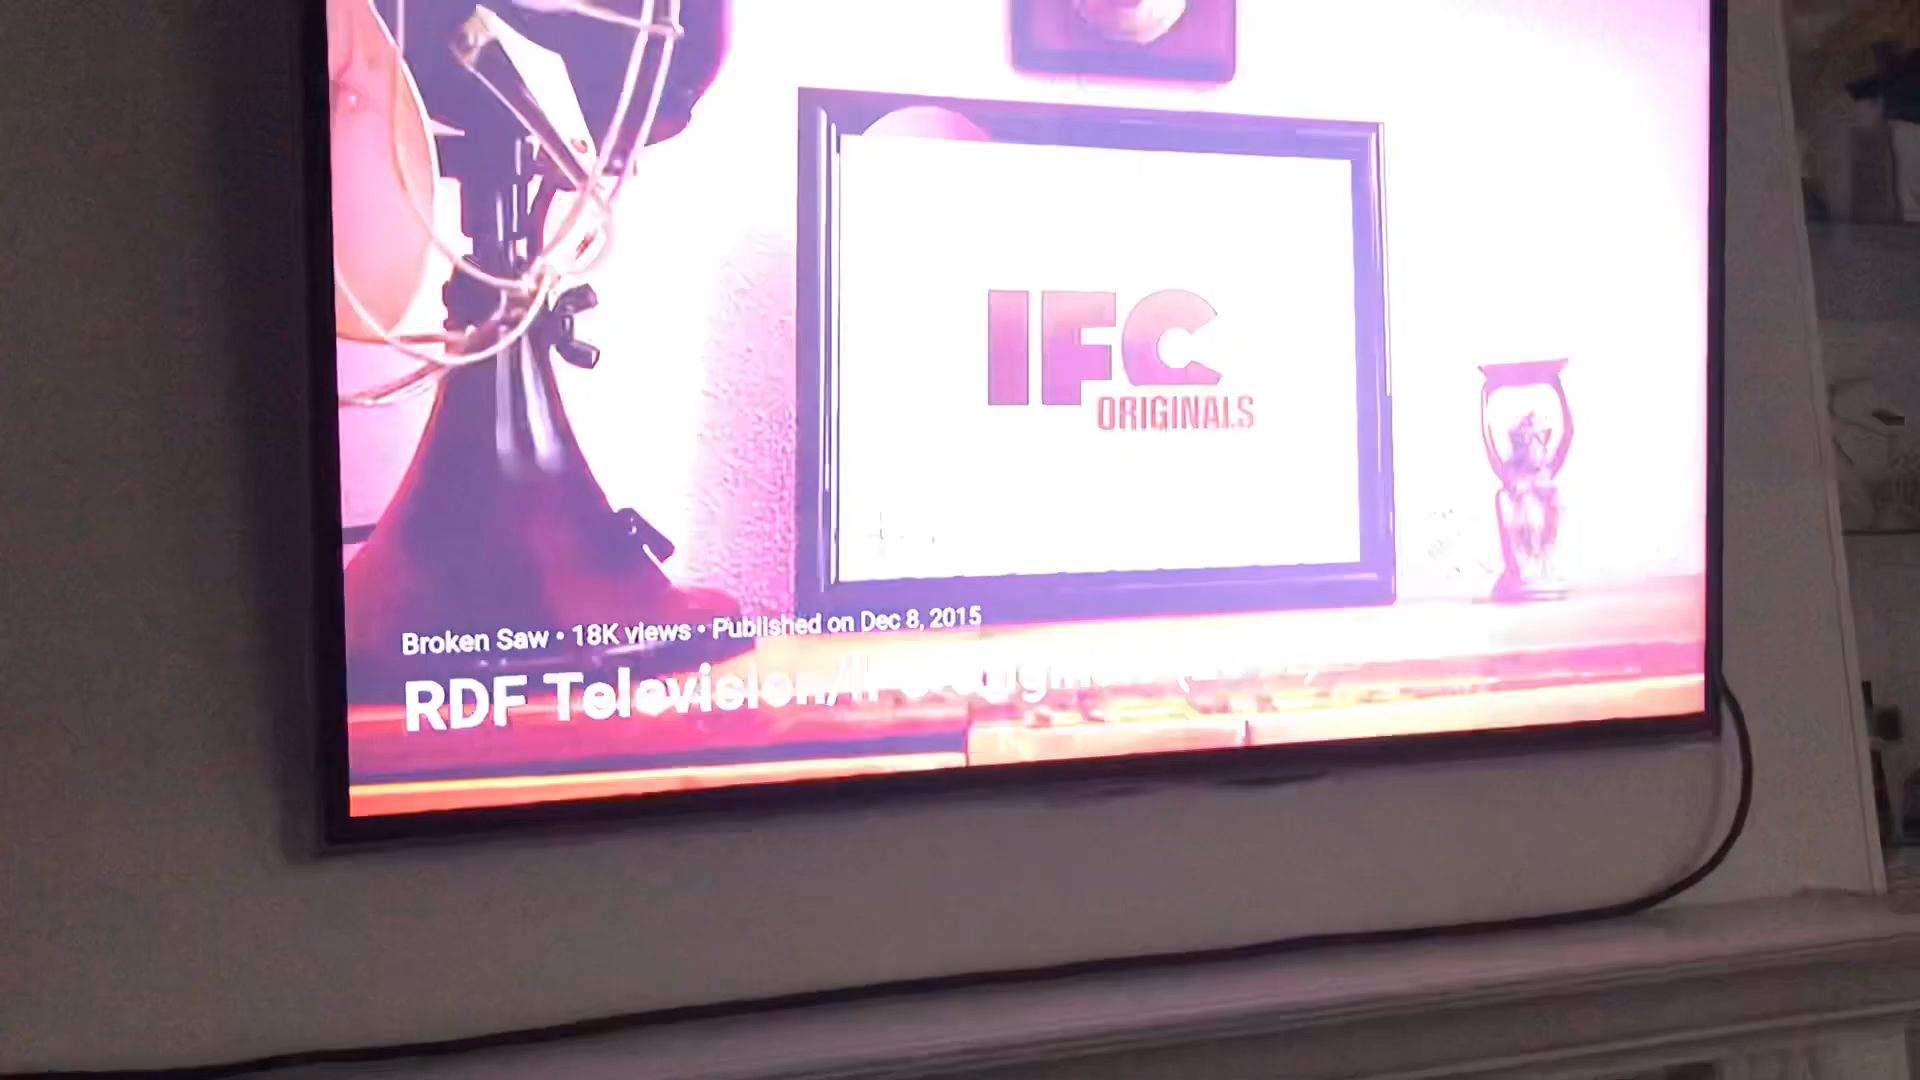 IFC
ORIGINALS
Broken Saw • 18K views • Published on Dec 8, 2015
RDF Television/